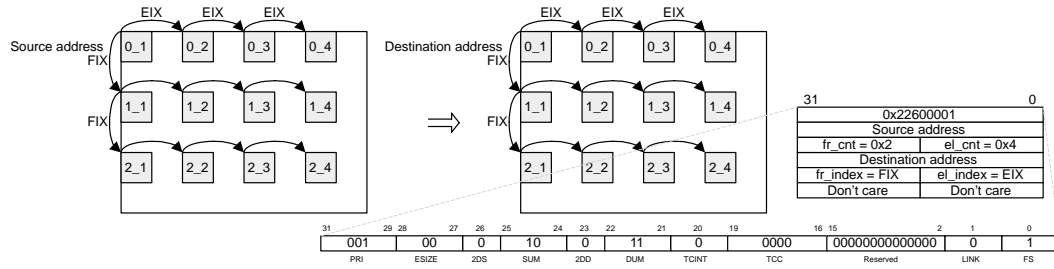 EIX EIX EIX
Source address 0_1 0_2 0_3 0_4
FIX
1_1 1_2 1_3 1_4
FIX
2_1 2_2 2_3 2_4
EIX EIX EIX
Destination address 0_1 0_2 0_3 0_4
FIX
1_1 1_2 1_3 1_4
FIX
2_1 2_2 2_3 2_4
31 0
0x22600001
Source address
fr_cnt = 0x2 el_cnt = 0x4
Destination address
fr_index = FIX el_index = EIX
Don't care Don't care
31 29 28 27 26 25 24 23 22 21 20 19 16 15 2 1 0
001 00 0 10 0 11 0 0000 00000000000000 0 1
PRI ESIZE 2DS SUM 2DD DUM TCINT TCC Reserved LINK FS